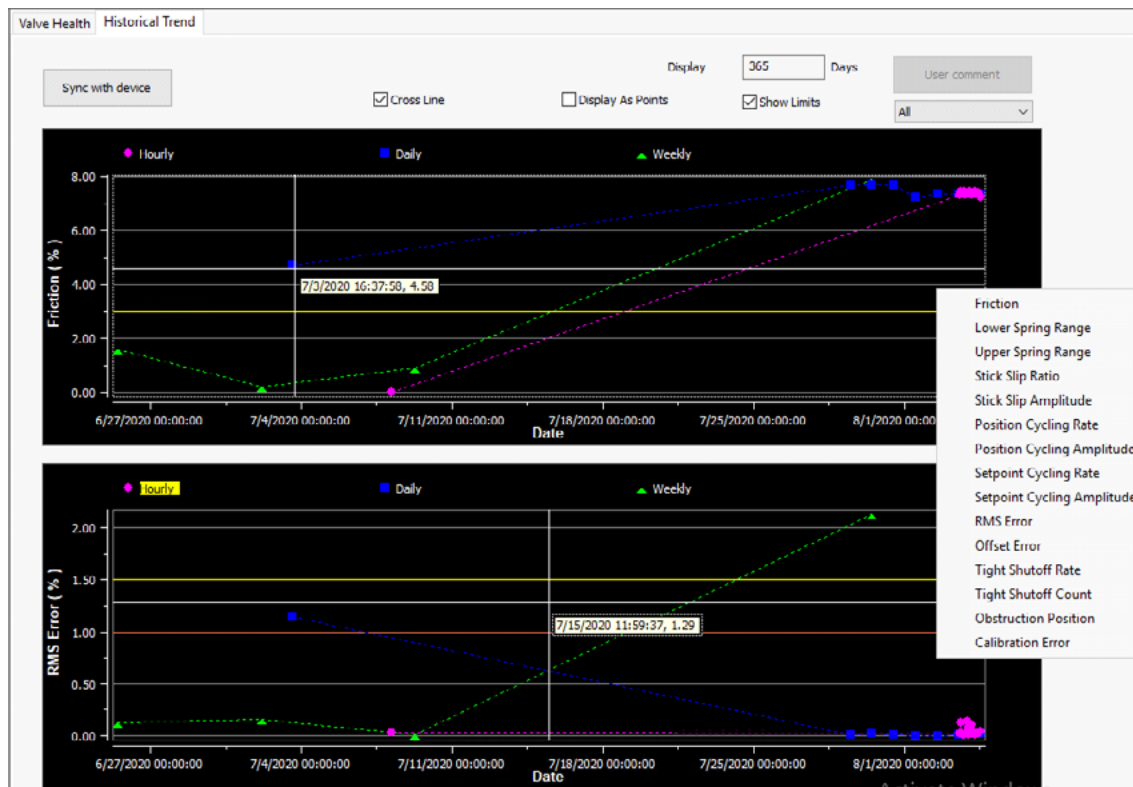 Valve Health Historical Trend
Display 365 Days User comment
Sync with device
Cross Line Display As Points Show Limits All
Hourly Daily Weekly
8.00
6.00
4.00
2.00
0.00
Friction ( % )
7/3/2020 16:37:58, 4.58
6/27/2020 00:00:00 7/4/2020 00:00:00 7/11/2020 00:00:00 7/18/2020 00:00:00 7/25/2020 00:00:00 8/1/2020 00:00:00
Date
Friction
Lower Spring Range
Upper Spring Range
Stick Slip Ratio
Stick Slip Amplitude
Position Cycling Rate
Position Cycling Amplitude
Setpoint Cycling Rate
Setpoint Cycling Amplitude
RMS Error
Offset Error
Tight Shutoff Rate
Tight Shutoff Count
Obstruction Position
Calibration Error
Hourly Daily Weekly
2.00
1.50
1.00
0.50
0.00
RMS Error ( % )
7/15/2020 11:59:37, 1.29
6/27/2020 00:00:00 7/4/2020 00:00:00 7/11/2020 00:00:00 7/18/2020 00:00:00 7/25/2020 00:00:00 8/1/2020 00:00:00
Date